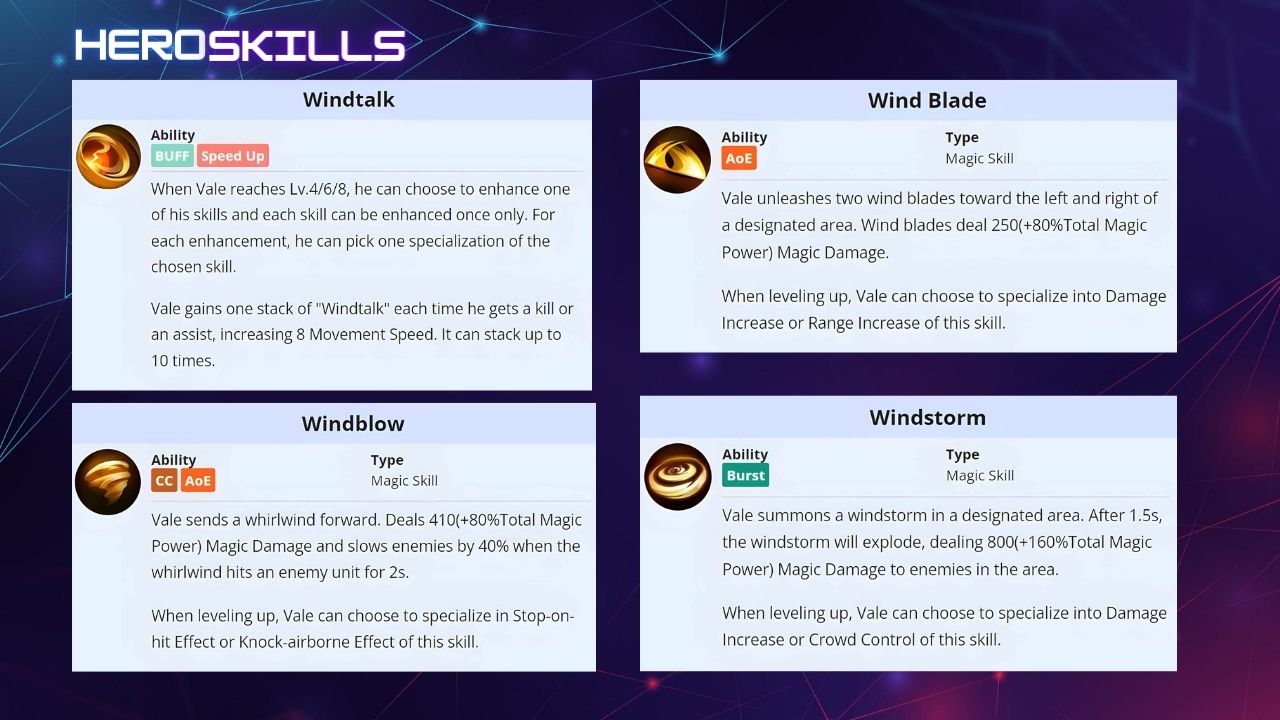 HEROSKILLS
Windtalk
Ability
BUFF Speed Up
When Vale reaches Lv.4/6/8, he can choose to enhance one
of his skills and each skill can be enhanced once only. For
each enhancement, he can pick one specialization of the
chosen skill.
Vale gains one stack of "Windtalk" each time he gets a kill or
an assist, increasing 8 Movement Speed. It can stack up to
10 times.
Wind Blade
Ability Type
AoE Magic Skill
Vale unleashes two wind blades toward the left and right of
a designated area. Wind blades deal 250(+80%Total Magic
Power) Magic Damage.
When leveling up, Vale can choose to specialize into Damage
Increase or Range Increase of this skill.
Windblow
Ability Type
CC AoE Magic Skill
Vale sends a whirlwind forward. Deals 410(+80%Total Magic
Power) Magic Damage and slows enemies by 40% when the
whirlwind hits an enemy unit for 2s.
When leveling up, Vale can choose to specialize in Stop-on-
hit Effect or Knock-airborne Effect of this skill.
Windstorm
Ability Type
Burst Magic Skill
Vale summons a windstorm in a designated area. After 1.5s,
the windstorm will explode, dealing 800(+160%Total Magic
Power) Magic Damage to enemies in the area.
When leveling up, Vale can choose to specialize into Damage
Increase or Crowd Control of this skill.